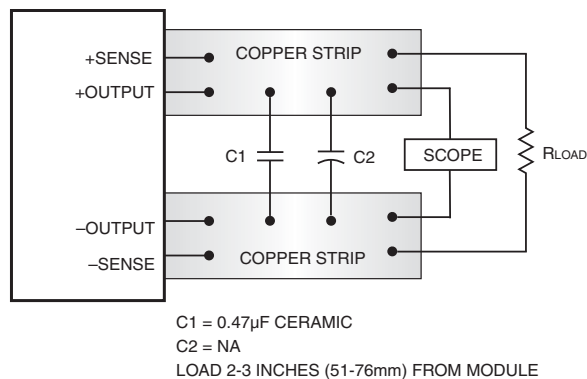 +SENSE
COPPER STRIP
+OUTPUT
C1
C2
SCOPE
RLOAD
–OUTPUT
–SENSE
COPPER STRIP
C1 = 0.47µF CERAMIC
C2 = NA
LOAD 2-3 INCHES (51-76mm) FROM MODULE